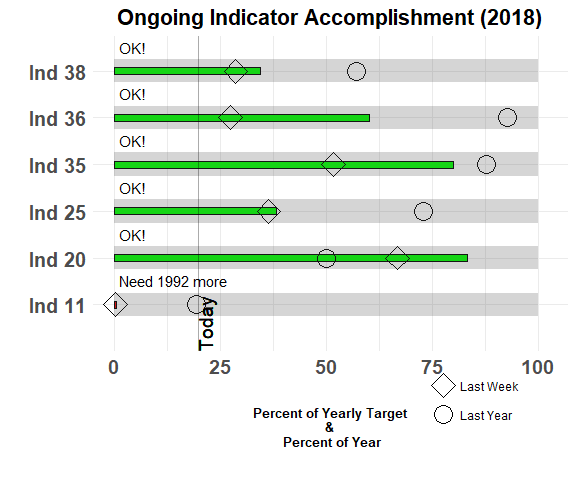 Ongoing Indicator Accomplishment (2018)
OK!
Ind 38
OK!
Ind 36
OK!
Ind 35
OK!
Ind 25
OK!
Ind 20
Need 1992 more
Ind 11
Today
0 25 50 75 100
Last Week
Last Year
Percent of Yearly Target
&
Percent of Year